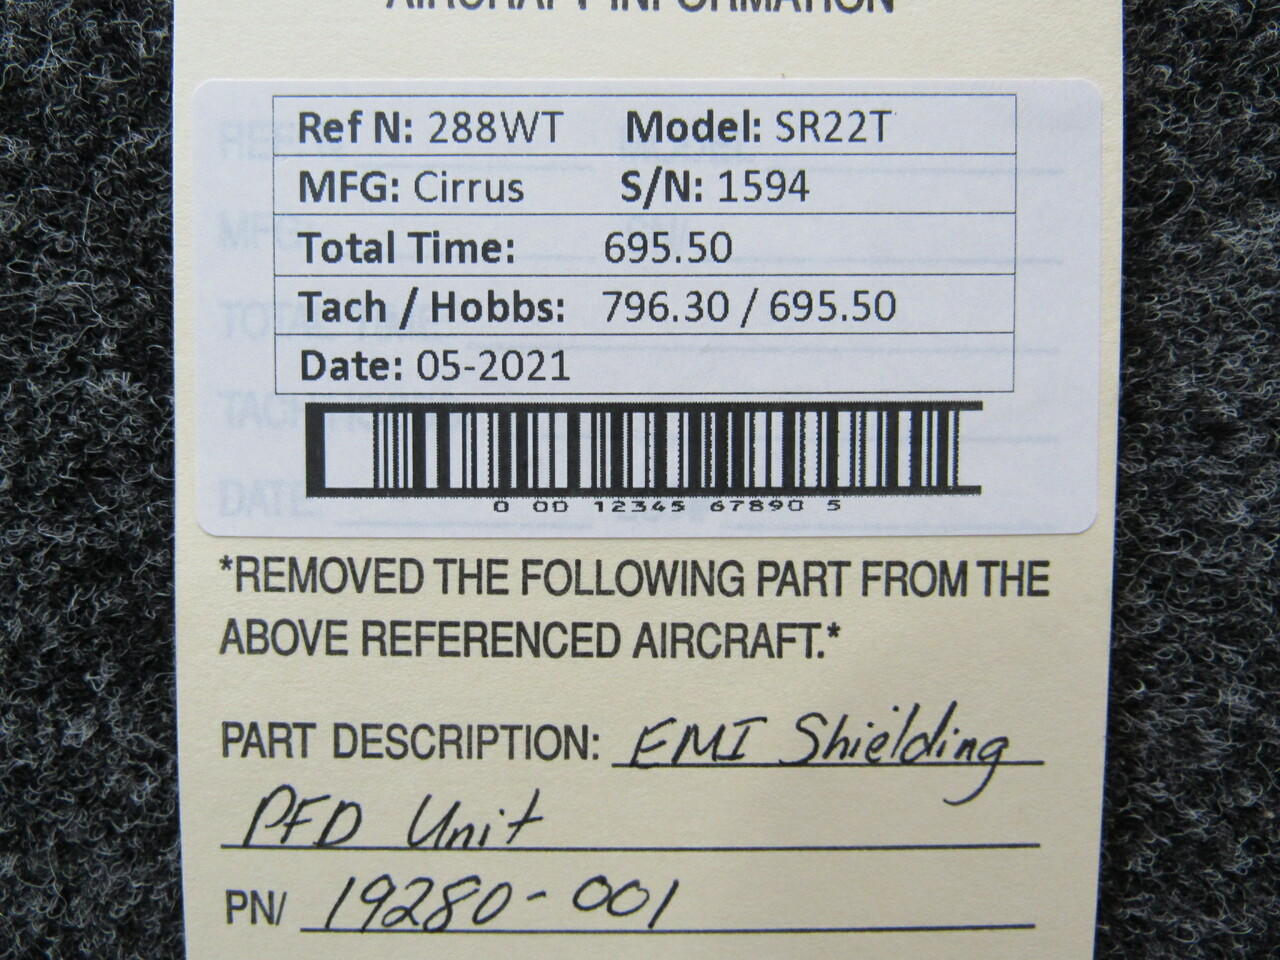 AIRCRAFT INFORMATION
Ref N: 288WT Model: SR22T
MFG: Cirrus S/N: 1594
Total Time: 695.50
Tach / Hobbs: 796.30 / 695.50
Date: 05-2021
0 00 12345 67890 5
*REMOVED THE FOLLOWING PART FROM THE
ABOVE REFERENCED AIRCRAFT.*
PART DESCRIPTION: EMI Shielding
PFD Unit
PN/ 19280-001